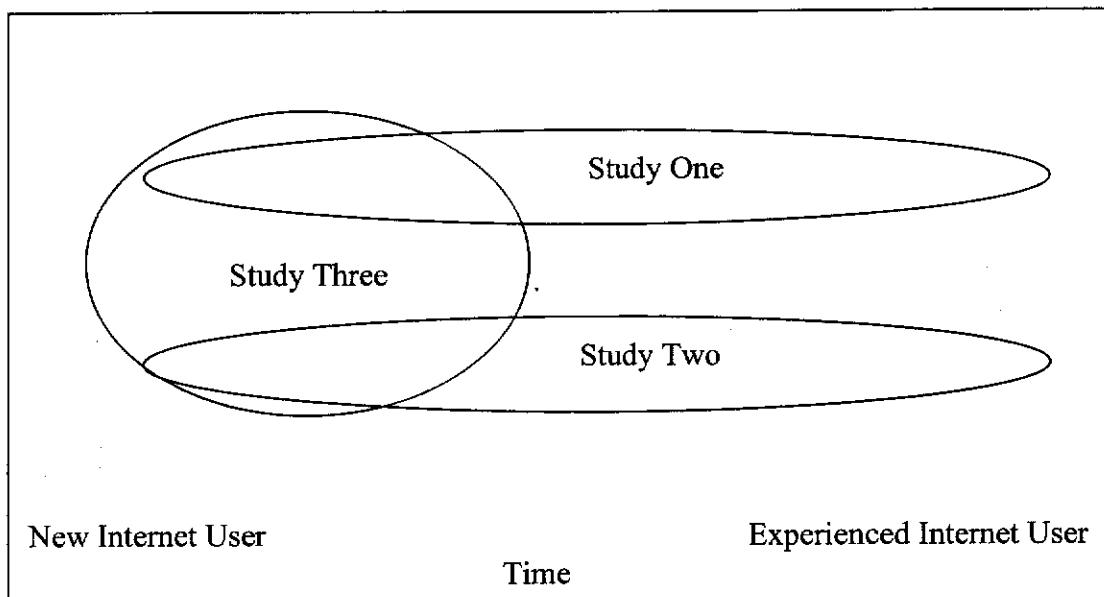 Study One
Study Three
Study Two
New Internet User
Experienced Internet User
Time